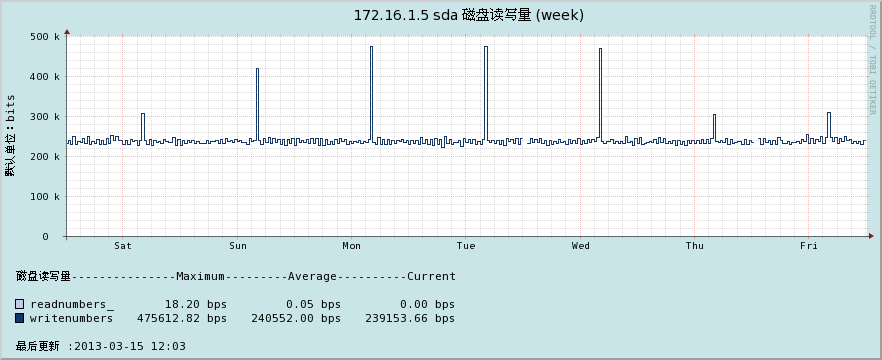 172.16.1.5 sda 磁盘读写量 (week)
RRDTOOL / TOBI OETIKER
默认单位：bits
500 k
400 k
300 k
200 k
100 k
0
Sat Sun Mon Tue Wed Thu Fri
磁盘读写量---------------Maximum---------Average----------Current
readnumbers_ 18.20 bps 0.05 bps 0.00 bps
writenumbers 475612.82 bps 240552.00 bps 239153.66 bps
最后更新 :2013-03-15 12:03